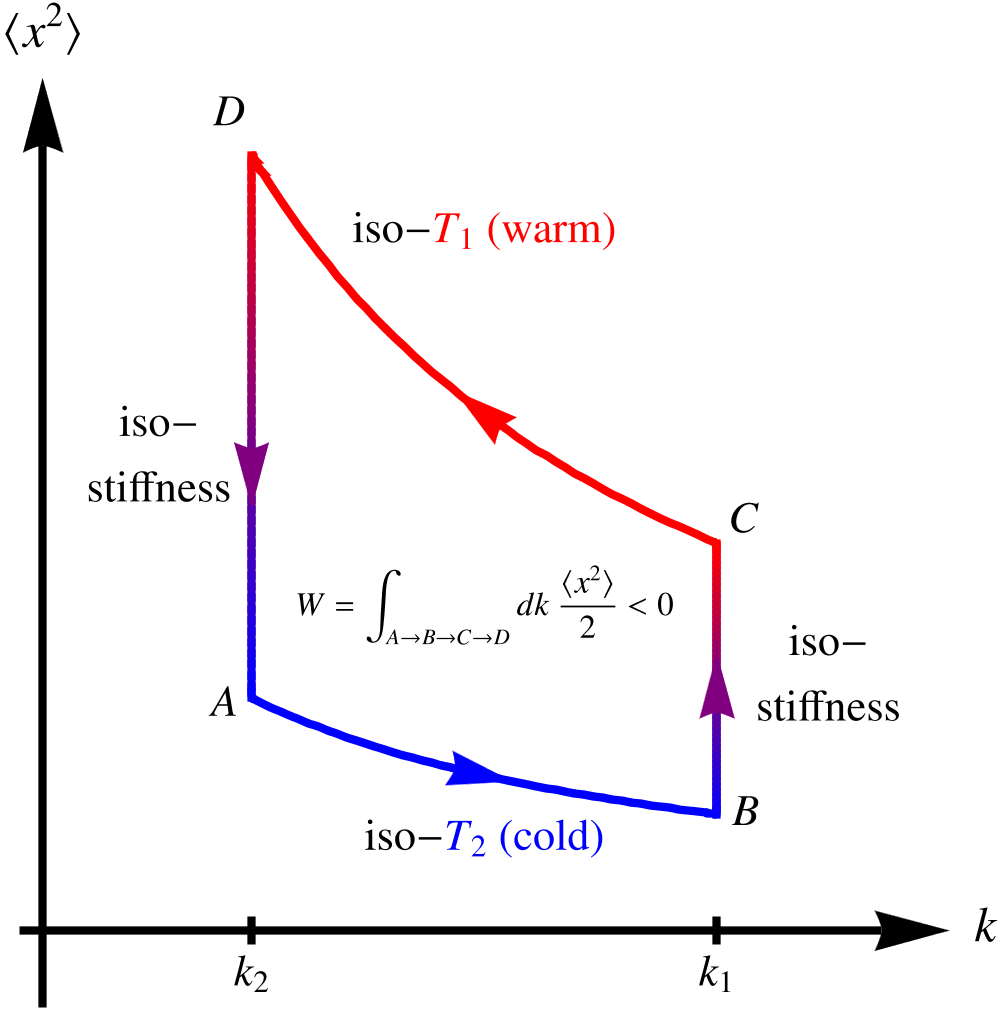 ⟨x²⟩
D
iso−T₁ (warm)
iso−
stiffness
C
W = ∫_{A→B→C→D} dk ⟨x²⟩/2 < 0
iso−
stiffness
A
B
iso−T₂ (cold)
k
k₂
k₁